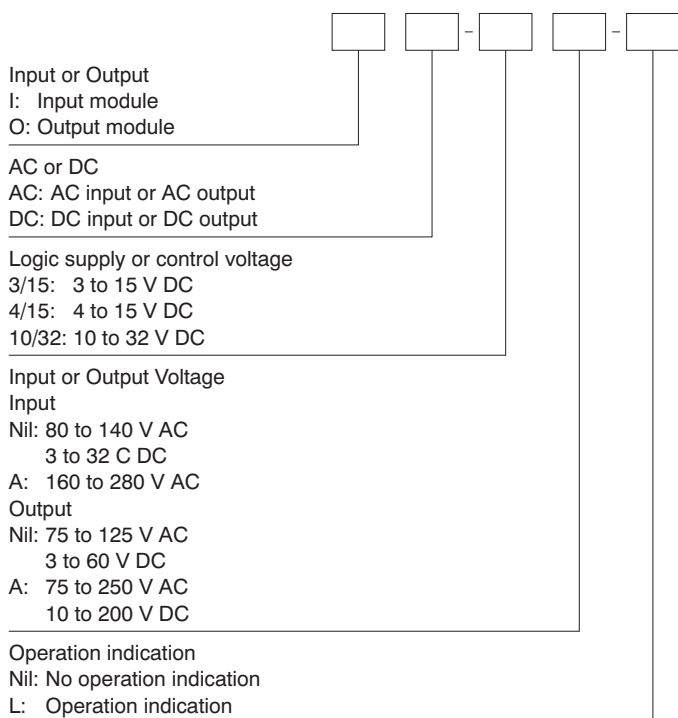 - -
Input or Output
I: Input module
O: Output module
AC or DC
AC: AC input or AC output
DC: DC input or DC output
Logic supply or control voltage
3/15: 3 to 15 V DC
4/15: 4 to 15 V DC
10/32: 10 to 32 V DC
Input or Output Voltage
Input
Nil: 80 to 140 V AC
3 to 32 C DC
A: 160 to 280 V AC
Output
Nil: 75 to 125 V AC
3 to 60 V DC
A: 75 to 250 V AC
10 to 200 V DC
Operation indication
Nil: No operation indication
L: Operation indication